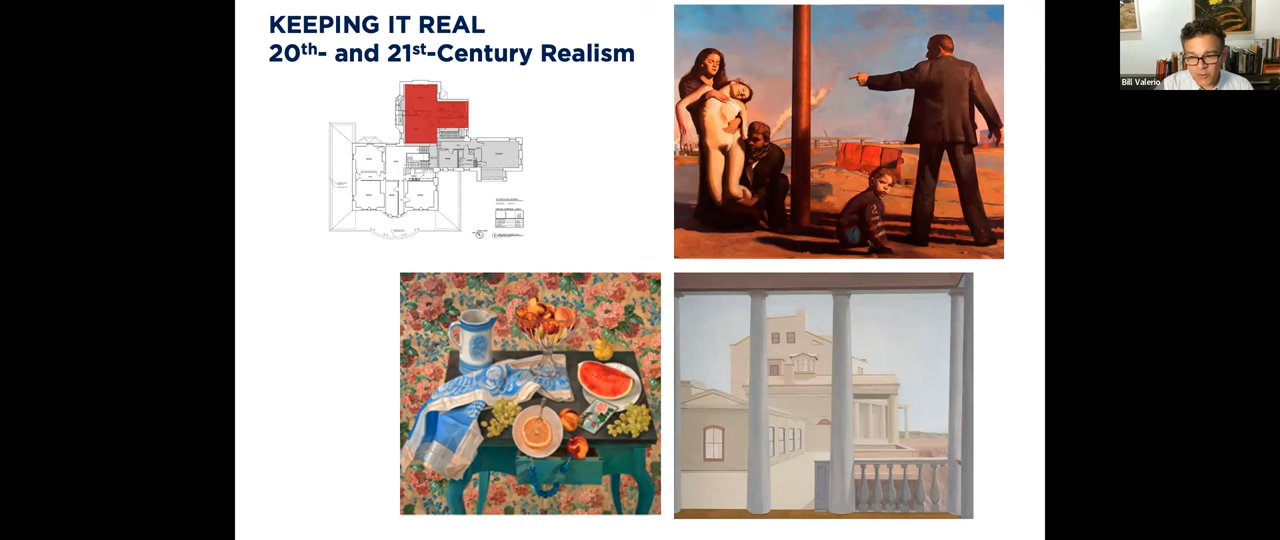 KEEPING IT REAL
20th- and 21st-Century Realism
Bill Valerio